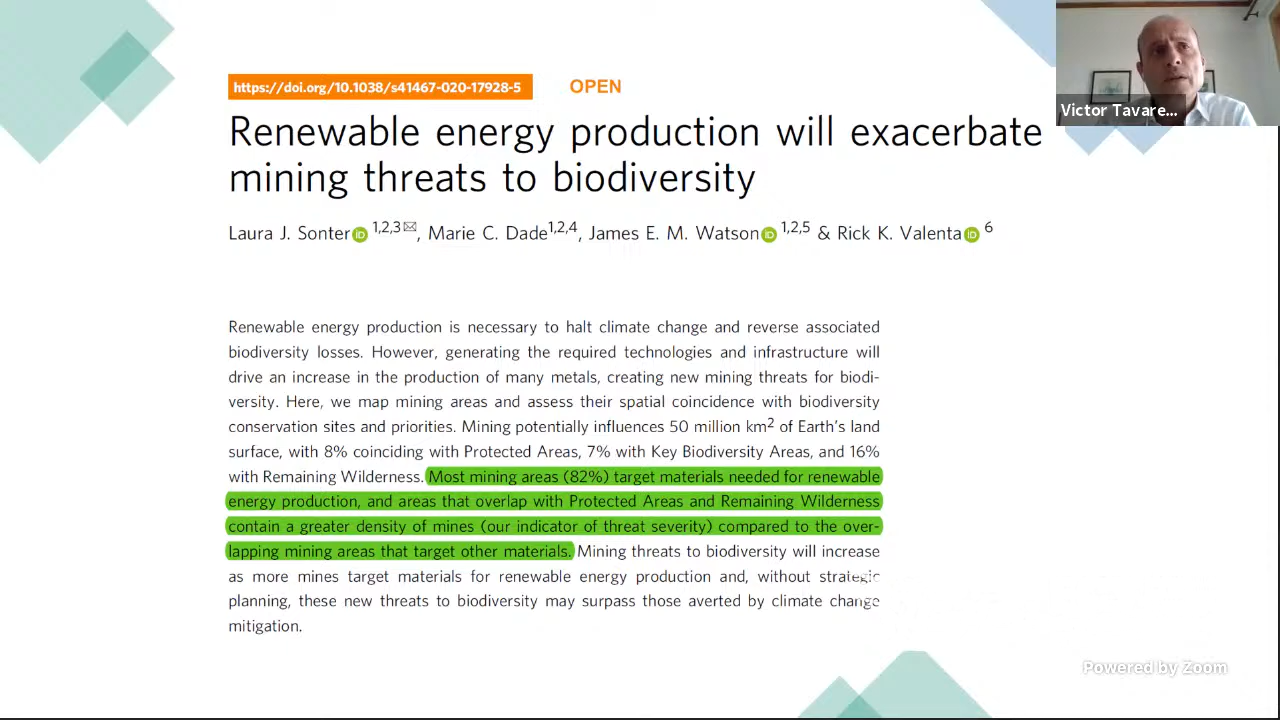 https://doi.org/10.1038/s41467-020-17928-5 OPEN
Victor Tavare...
Renewable energy production will exacerbate
mining threats to biodiversity
Laura J. Sonter iD 1,2,3✉, Marie C. Dade1,2,4, James E. M. Watson iD 1,2,5 & Rick K. Valenta iD 6
Renewable energy production is necessary to halt climate change and reverse associated
biodiversity losses. However, generating the required technologies and infrastructure will
drive an increase in the production of many metals, creating new mining threats for biodi-
versity. Here, we map mining areas and assess their spatial coincidence with biodiversity
conservation sites and priorities. Mining potentially influences 50 million km2 of Earth's land
surface, with 8% coinciding with Protected Areas, 7% with Key Biodiversity Areas, and 16%
with Remaining Wilderness. Most mining areas (82%) target materials needed for renewable
energy production, and areas that overlap with Protected Areas and Remaining Wilderness
contain a greater density of mines (our indicator of threat severity) compared to the over-
lapping mining areas that target other materials. Mining threats to biodiversity will increase
as more mines target materials for renewable energy production and, without strategic
planning, these new threats to biodiversity may surpass those averted by climate change
mitigation.
Powered by Zoom